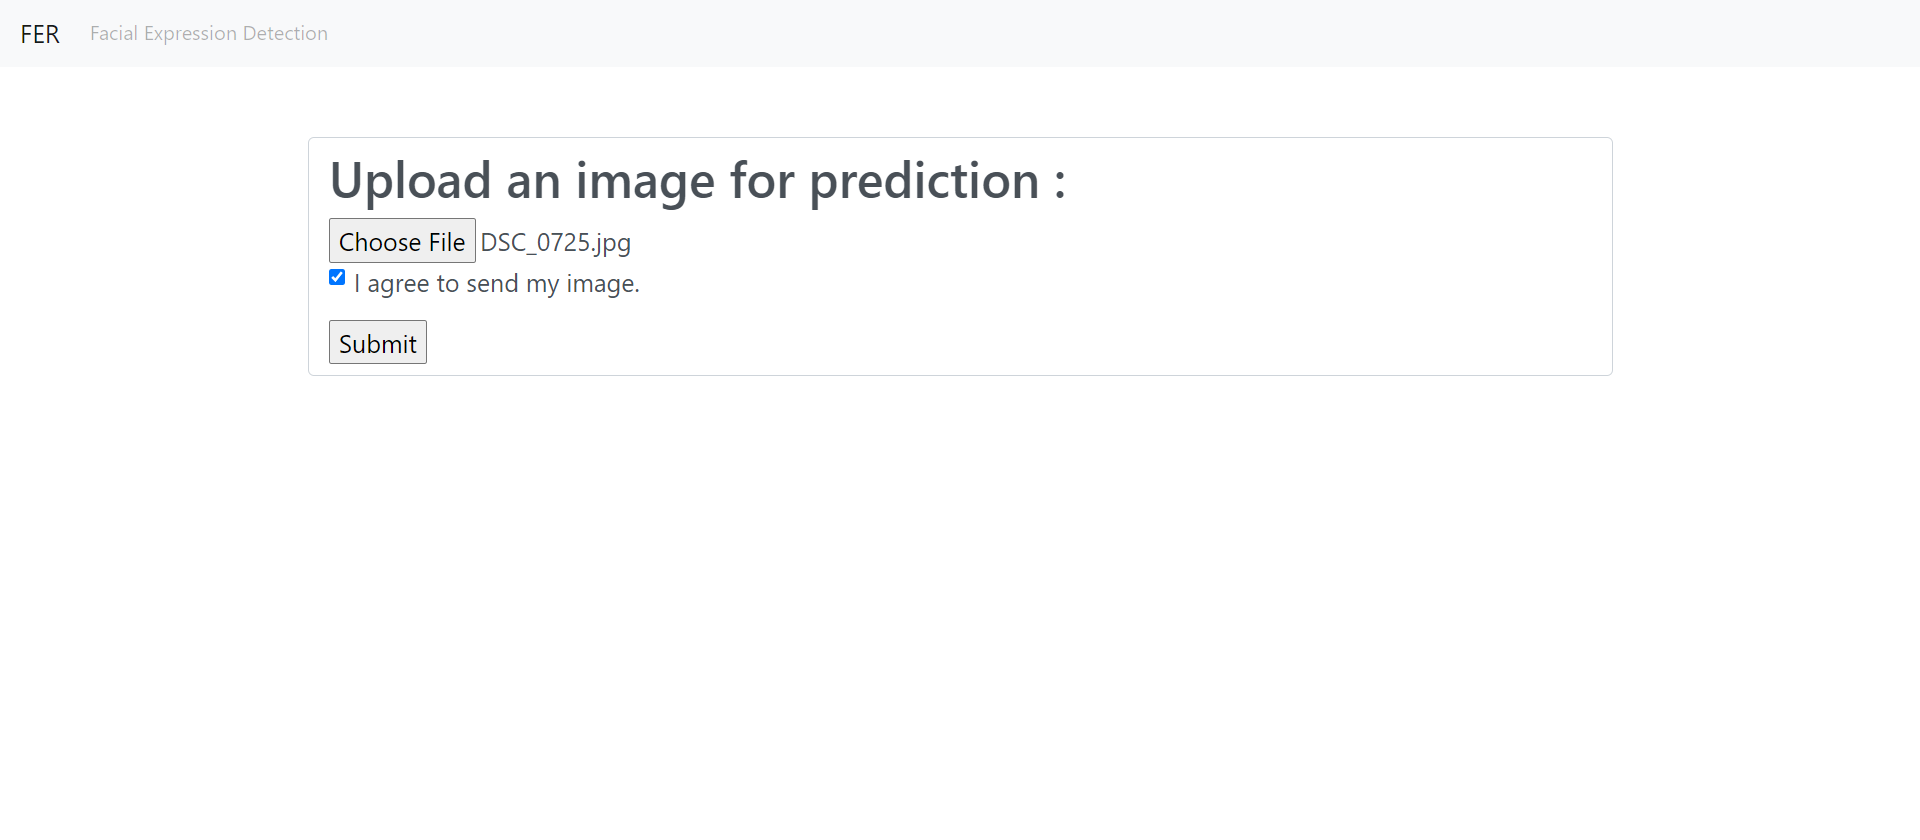 FER Facial Expression Detection
Upload an image for prediction :
Choose File DSC_0725.jpg
I agree to send my image.
Submit